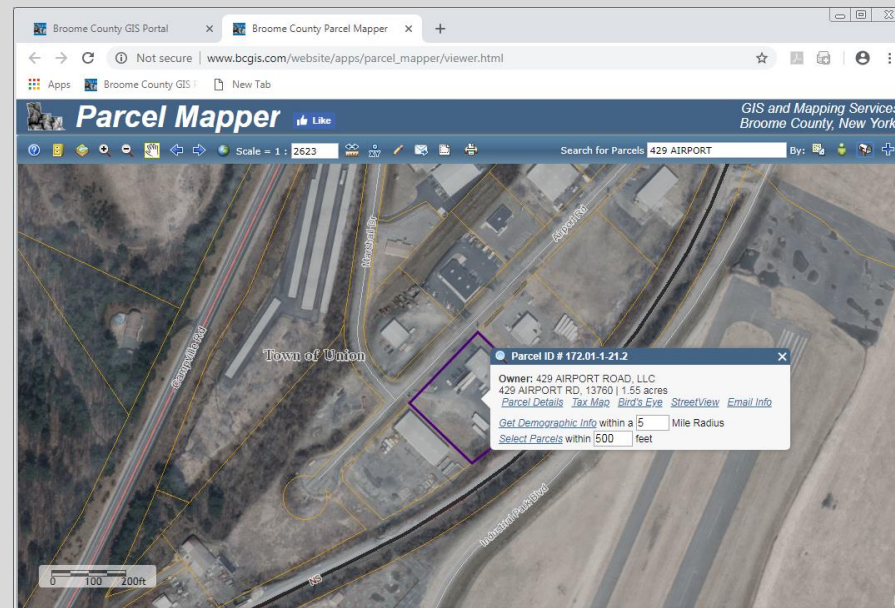 Broome County GIS Portal
Broome County Parcel Mapper
Not secure | www.bcgis.com/website/apps/parcel_mapper/viewer.html
Apps
Broome County GIS
New Tab
Parcel Mapper
Like
GIS and Mapping Services
Broome County, New York
Scale = 1 : 2623
Search for Parcels 429 AIRPORT
By:
Marshall Dr
Airport Rd
Campville Rd
Town of Union
Parcel ID # 172.01-1-21.2
Owner: 429 AIRPORT ROAD, LLC
429 AIRPORT RD, 13760 | 1.55 acres
Parcel Details Tax Map Bird's Eye StreetView Email Info
Get Demographic Info within a 5 Mile Radius
Select Parcels within 500 feet
Industrial Park Blvd
NS
0 100 200ft